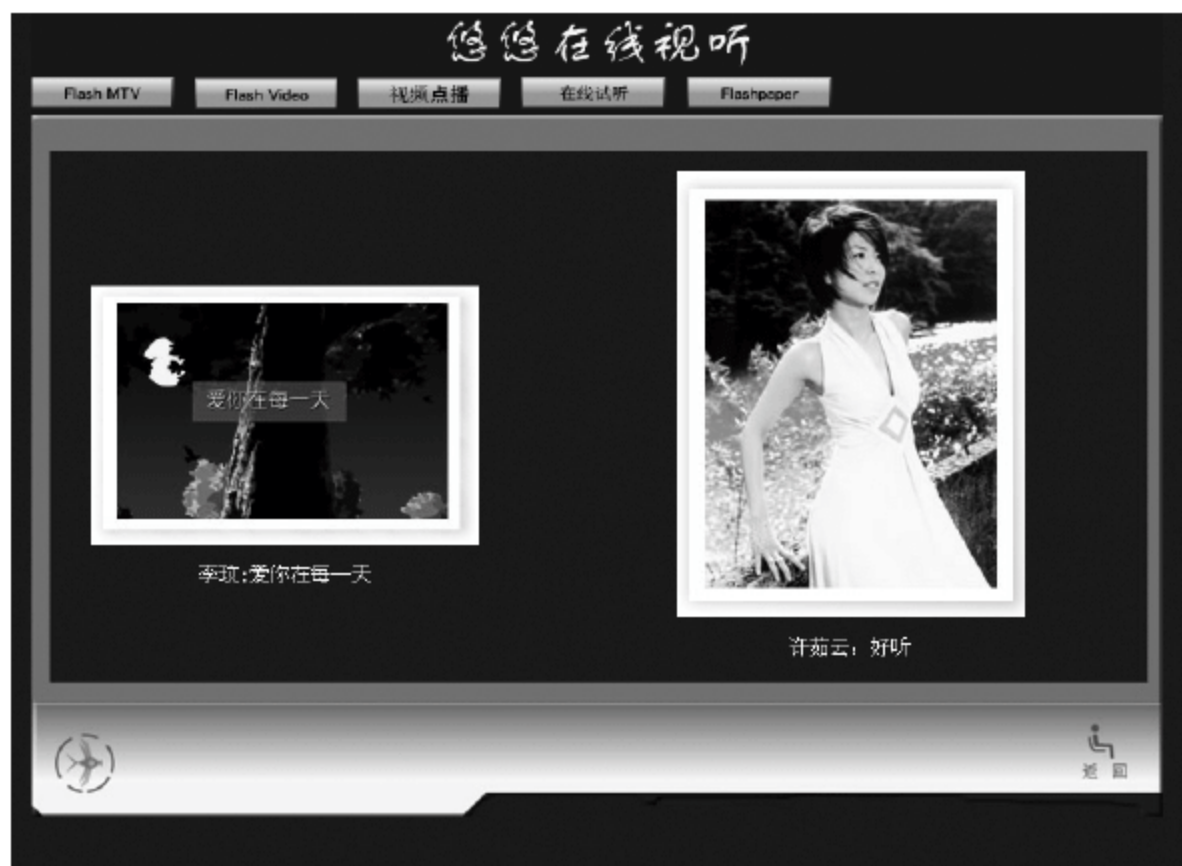 悠悠在线视听
Flash MTV
Flash Video
视频点播
在线试听
Flashpaper
爱你在每一天
李玟:爱你在每一天
许茹云：好听
返 回